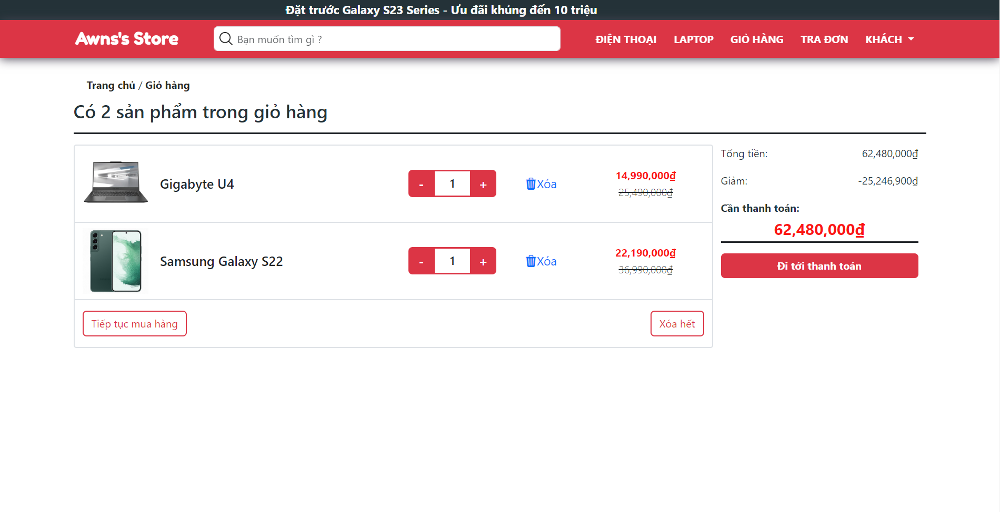 Đặt trước Galaxy S23 Series - Ưu đãi khủng đến 10 triệu
Awns's Store
Bạn muốn tìm gì ?
ĐIỆN THOẠI
LAPTOP
GIỎ HÀNG
TRA ĐƠN
KHÁCH
Trang chủ / Giỏ hàng
Có 2 sản phẩm trong giỏ hàng
Gigabyte U4
- 1 +
Xóa
14,990,000₫
25,490,000₫
Samsung Galaxy S22
- 1 +
Xóa
22,190,000₫
36,990,000₫
Tiếp tục mua hàng
Xóa hết
Tổng tiền: 62,480,000₫
Giảm: -25,246,900₫
Cần thanh toán:
62,480,000₫
Đi tới thanh toán